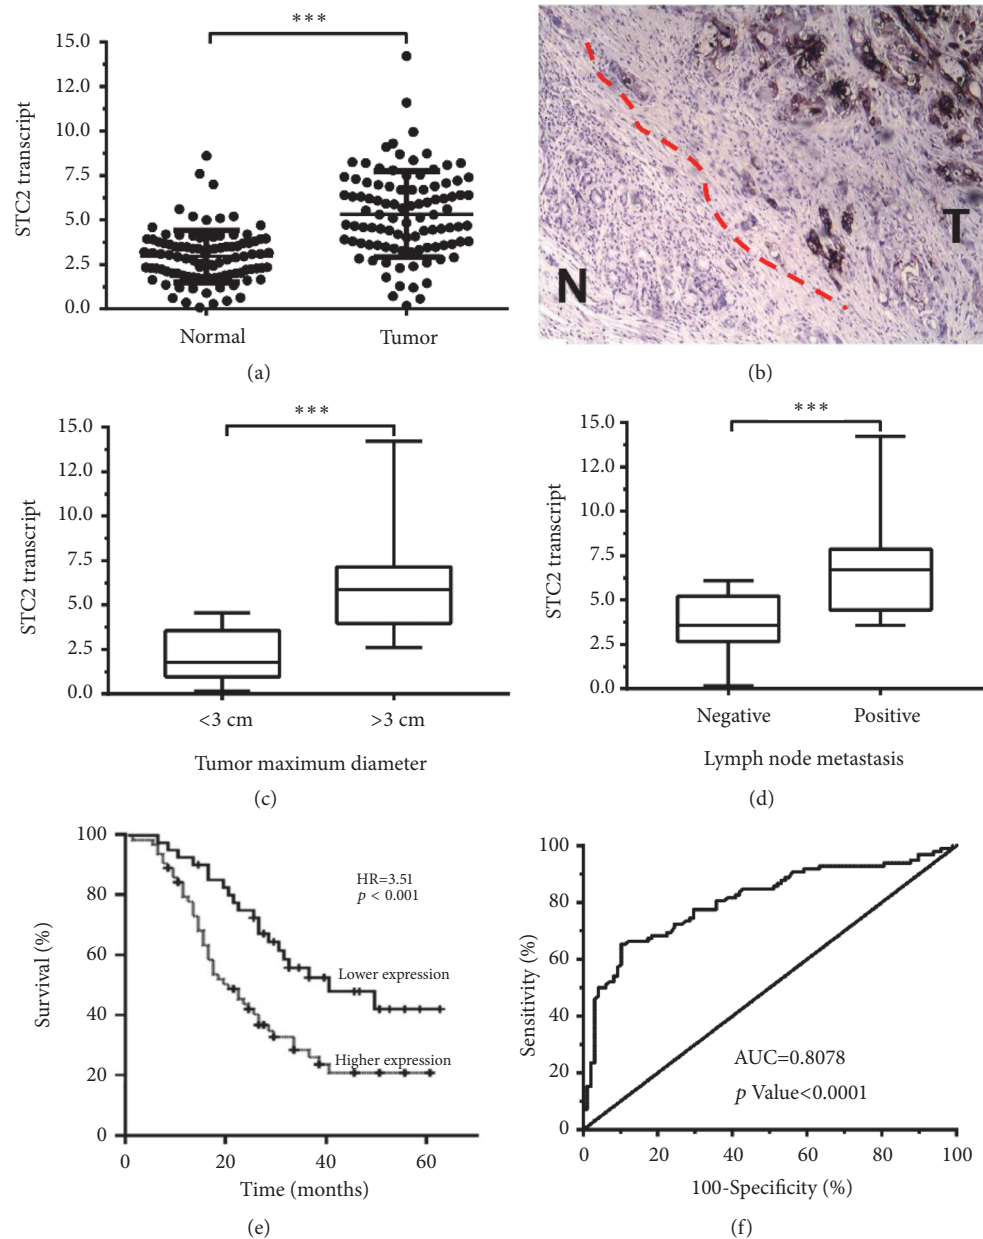 (a)
***
STC2 transcript
15.0
12.0
10.0
7.5
5.0
2.5
0.0
Normal
Tumor
(b)
N
T
(c)
***
STC2 transcript
15.0
12.0
10.0
7.5
5.0
2.5
0.0
<3 cm
>3 cm
Tumor maximum diameter
(d)
***
STC2 transcript
15.0
12.0
10.0
7.5
5.0
2.5
0.0
Negative
Positive
Lymph node metastasis
(e)
Survival (%)
100
80
60
40
20
0
HR=3.51
p < 0.001
Lower expression
Higher expression
0
20
40
60
Time (months)
(f)
Sensitivity (%)
100
80
60
40
20
0
AUC=0.8078
p Value<0.0001
0
20
40
60
80
100
100-Specificity (%)